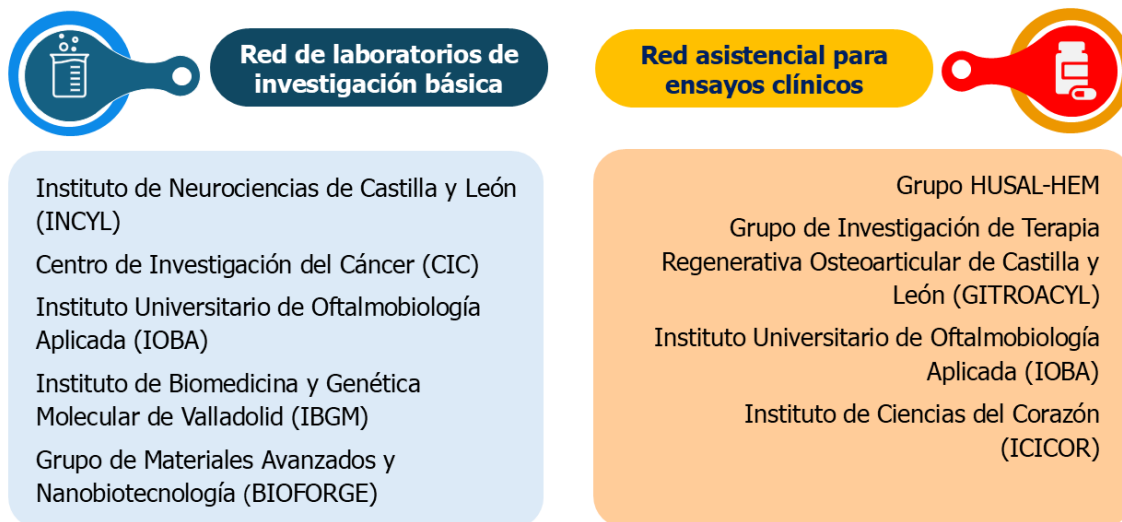 Red de laboratorios de
investigación básica
Instituto de Neurociencias de Castilla y León
(INCYL)
Centro de Investigación del Cáncer (CIC)
Instituto Universitario de Oftalmobiología
Aplicada (IOBA)
Instituto de Biomedicina y Genética
Molecular de Valladolid (IBGM)
Grupo de Materiales Avanzados y
Nanobiotecnología (BIOFORGE)
Red asistencial para
ensayos clínicos
Grupo HUSAL-HEM
Grupo de Investigación de Terapia
Regenerativa Osteoarticular de Castilla y
León (GITROACYL)
Instituto Universitario de Oftalmobiología
Aplicada (IOBA)
Instituto de Ciencias del Corazón
(ICICOR)